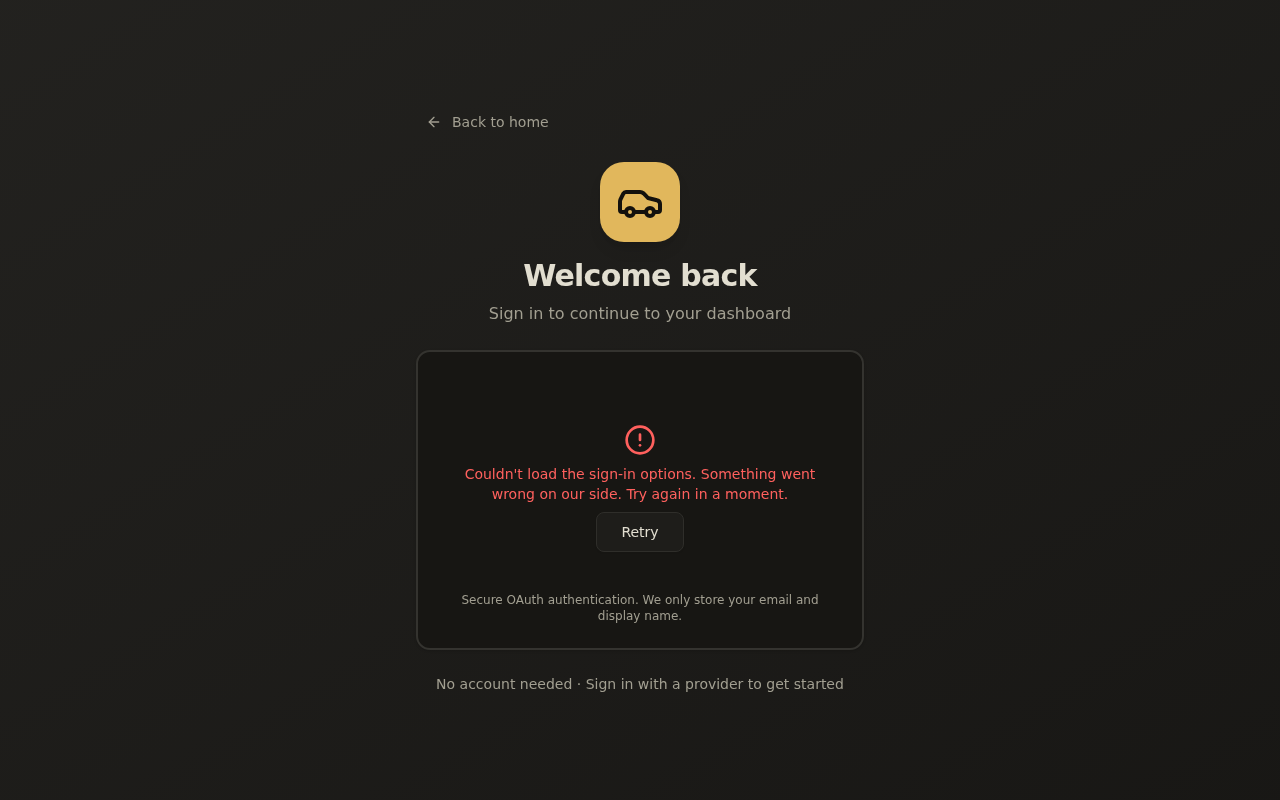 Back to home
Welcome back
Sign in to continue to your dashboard
Couldn't load the sign-in options. Something went
wrong on our side. Try again in a moment.
Retry
Secure OAuth authentication. We only store your email and
display name.
No account needed · Sign in with a provider to get started